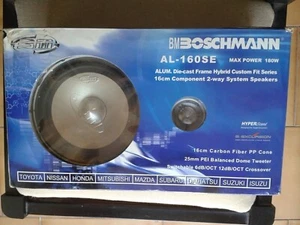 BM BOSCHMANN
AL-160SE
MAX POWER 180W
ALUM. Die-cast Frame Hybrid Custom Fit Series
16cm Component 2-way System Speakers
16cm Carbon Fiber PP Cone
25mm PEI Balanced Dome Tweeter
Switchable 6dB/OCT 12dB/OCT Crossover
TOYOTA NISSAN HONDA MITSUBISHI MAZDA SUBARU DAIHATSU SUZUKI ISUZU